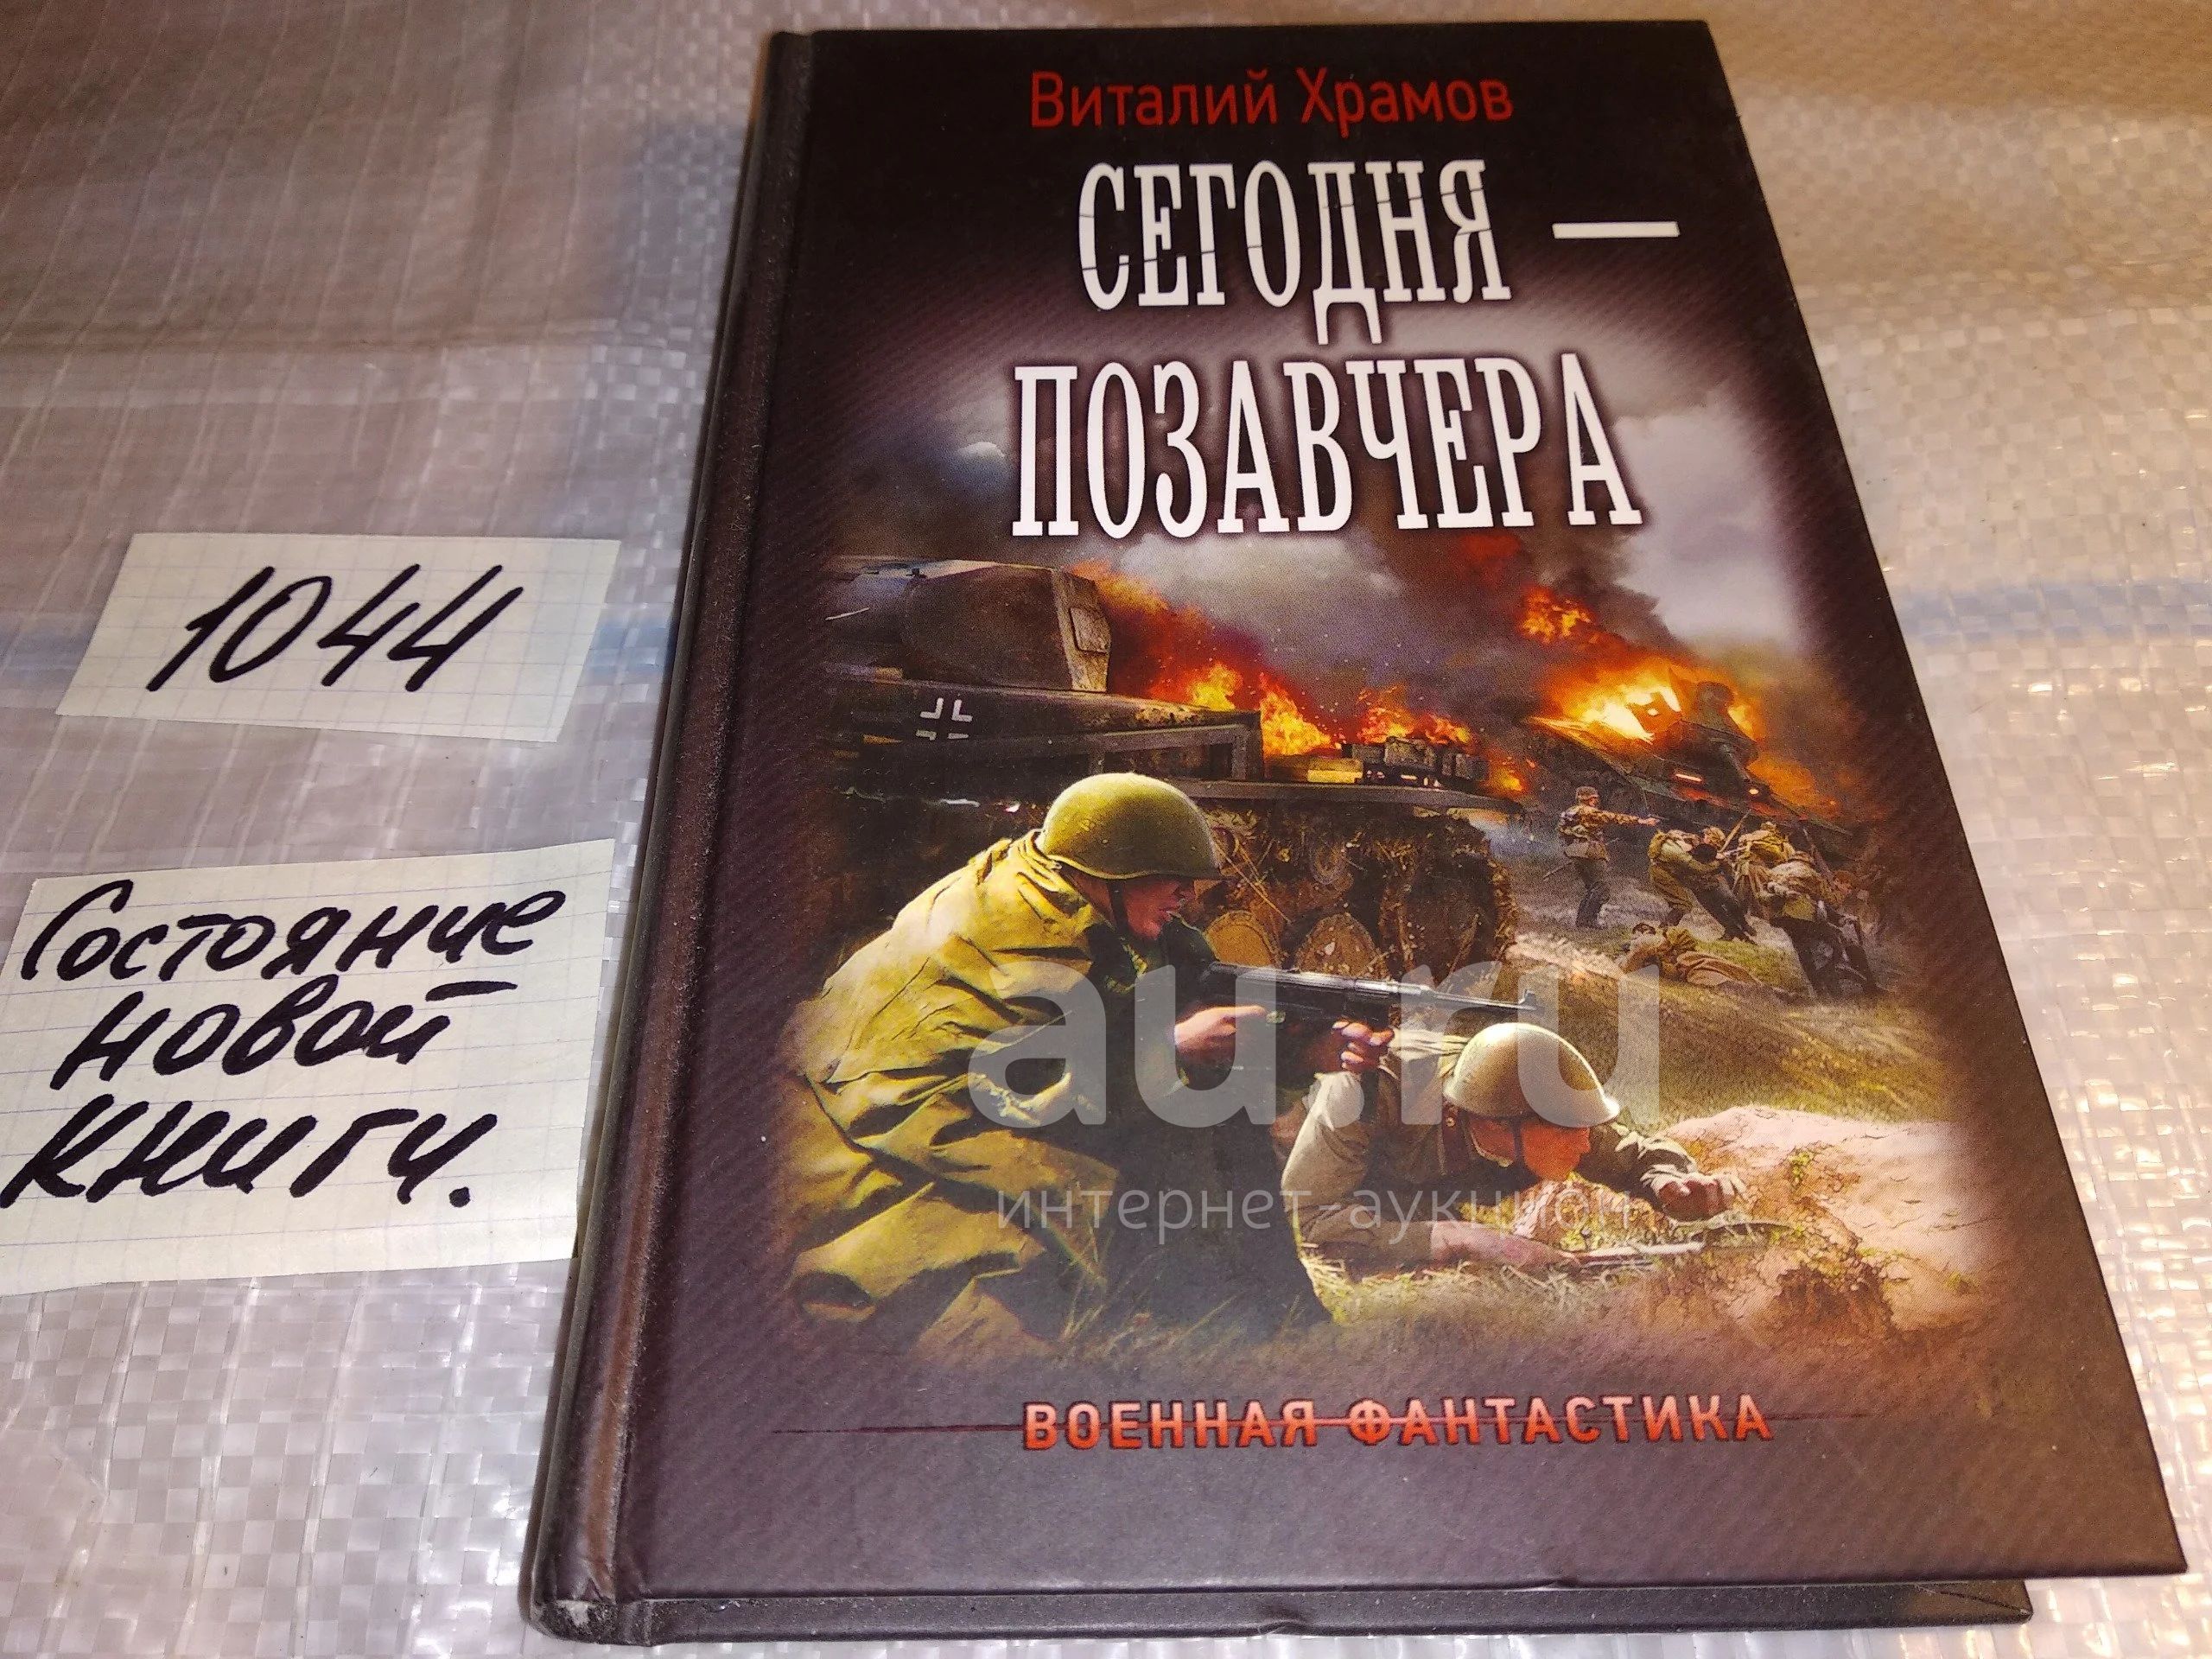 Виталий Храмов
СЕГОДНЯ —
ПОЗАВЧЕРА
1044
Состояние
новой
книги.
au.ru
интернет-аукцион
ВОЕННАЯ ФАНТАСТИКА